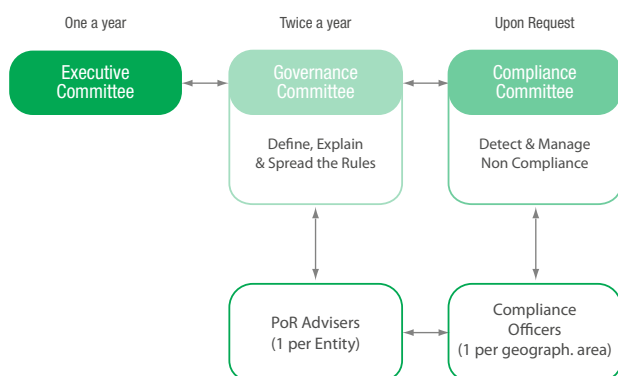 One a year
Twice a year
Upon Request
Executive
Committee
Governance
Committee
Compliance
Committee
Define, Explain
& Spread the Rules
Detect & Manage
Non Compliance
PoR Advisers
(1 per Entity)
Compliance
Officers
(1 per geograph. area)